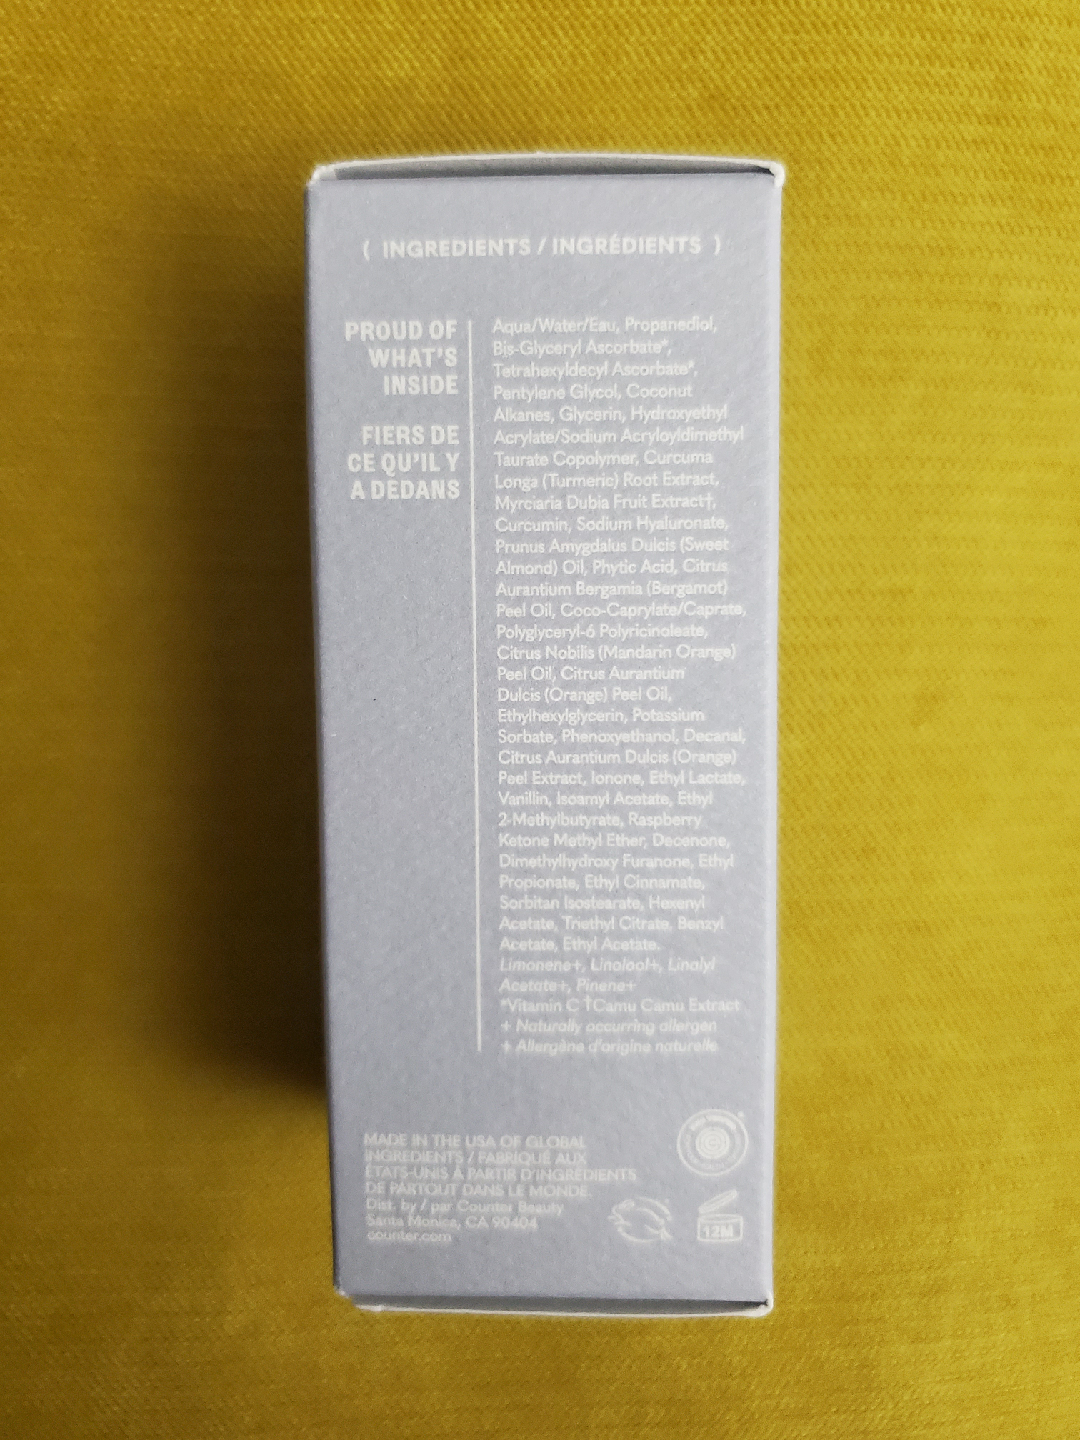 ( INGREDIENTS / INGRÉDIENTS )
PROUD OF
WHAT'S
INSIDE
FIERS DE
CE QU'IL Y
A DEDANS
Aqua/Water/Eau, Propanediol,
Bis-Glyceryl Ascorbate*,
Tetrahexyldecyl Ascorbate*,
Pentylene Glycol, Coconut
Alkanes, Glycerin, Hydroxyethyl
Acrylate/Sodium Acryloyldimethyl
Taurate Copolymer, Curcuma
Longa (Turmeric) Root Extract,
Myrciaria Dubia Fruit Extract†,
Curcumin, Sodium Hyaluronate,
Prunus Amygdalus Dulcis (Sweet
Almond) Oil, Phytic Acid, Citrus
Aurantium Bergamia (Bergamot)
Peel Oil, Coco-Caprylate/Caprate,
Polyglyceryl-6 Polyricinoleate,
Citrus Nobilis (Mandarin Orange)
Peel Oil, Citrus Aurantium
Dulcis (Orange) Peel Oil,
Ethylhexylglycerin, Potassium
Sorbate, Phenoxyethanol, Decanal,
Citrus Aurantium Dulcis (Orange)
Peel Extract, Ionone, Ethyl Lactate,
Vanillin, Isoamyl Acetate, Ethyl
2-Methylbutyrate, Raspberry
Ketone Methyl Ether, Decenone,
Dimethylhydroxy Furanone, Ethyl
Propionate, Ethyl Cinnamate,
Sorbitan Isostearate, Hexenyl
Acetate, Triethyl Citrate, Benzyl
Acetate, Ethyl Acetate.
Limonene+, Linalool+, Linalyl
Acetate+, Pinene+
*Vitamin C †Camu Camu Extract
+ Naturally occurring allergen
+ Allergène d'origine naturelle
MADE IN THE USA OF GLOBAL
INGREDIENTS / FABRIQUÉ AUX
ÉTATS-UNIS À PARTIR D'INGRÉDIENTS
DE PARTOUT DANS LE MONDE.
Dist. by / par Counter Beauty
Santa Monica, CA 90404
counter.com
12M